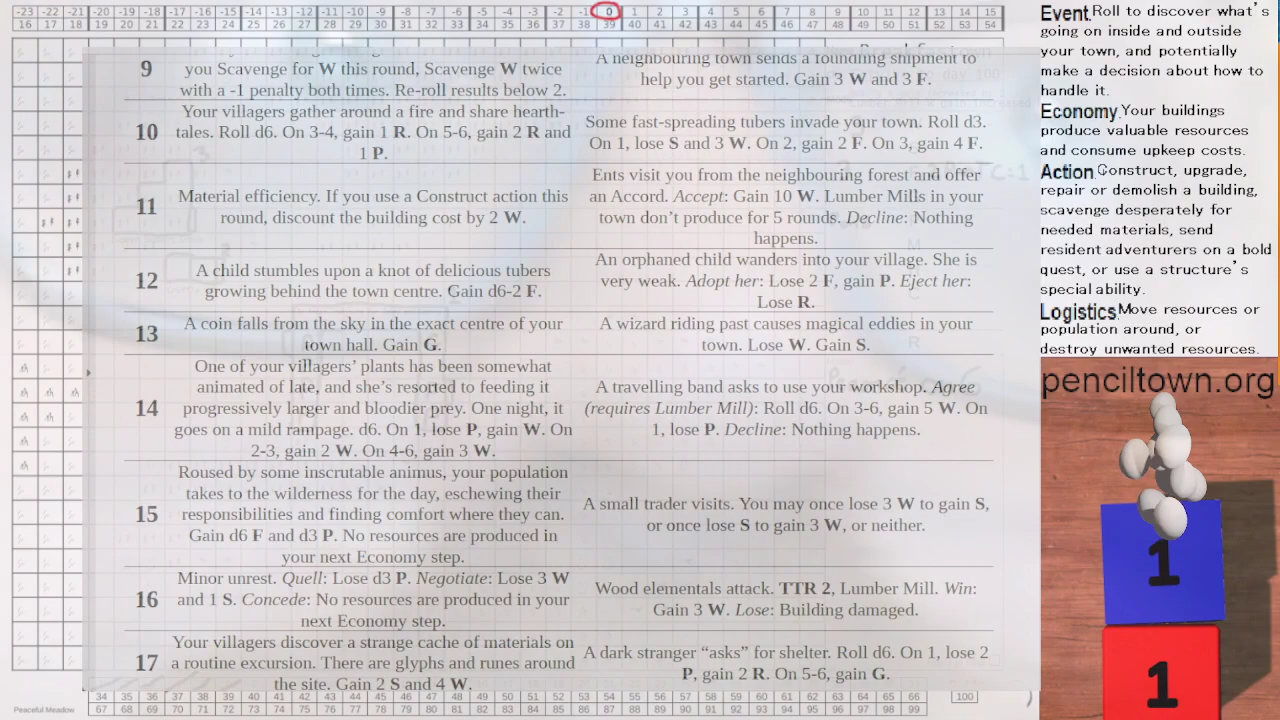 -23 -22 -21 -20 -19 -18 -17 -16 -15 -14 -13 -12 -11 -10 -9 -8 -7 -6 -5 -4 -3 -2 -1 0 1 2 3 4 5 6 7 8 9 10 11 12 13 14 15
16 17 18 19 20 21 22 23 24 25 26 27 28 29 30 31 32 33 34 35 36 37 38 39 40 41 42 43 44 45 46 47 48 49 50 51 52 53 54
9
you Scavenge for W this round, Scavenge W twice
with a -1 penalty both times. Re-roll results below 2.
A neighbouring town sends a founding shipment to
help you get started. Gain 3 W and 3 F.
10
Your villagers gather around a fire and share hearth-
tales. Roll d6. On 3-4, gain 1 R. On 5-6, gain 2 R and
1 P.
Some fast-spreading tubers invade your town. Roll d3.
On 1, lose S and 3 W. On 2, gain 2 F. On 3, gain 4 F.
11
Material efficiency. If you use a Construct action this
round, discount the building cost by 2 W.
Ents visit you from the neighbouring forest and offer
an Accord. Accept: Gain 10 W. Lumber Mills in your
town don't produce for 5 rounds. Decline: Nothing
happens.
12
A child stumbles upon a knot of delicious tubers
growing behind the town centre. Gain d6-2 F.
An orphaned child wanders into your village. She is
very weak. Adopt her: Lose 2 F, gain P. Eject her:
Lose R.
13
A coin falls from the sky in the exact centre of your
town hall. Gain G.
A wizard riding past causes magical eddies in your
town. Lose W. Gain S.
14
One of your villagers' plants has been somewhat
animated of late, and she's resorted to feeding it
progressively larger and bloodier prey. One night, it
goes on a mild rampage. d6. On 1, lose P, gain W. On
2-3, gain 2 W. On 4-6, gain 3 W.
A travelling band asks to use your workshop. Agree
(requires Lumber Mill): Roll d6. On 3-6, gain 5 W. On
1, lose P. Decline: Nothing happens.
15
Roused by some inscrutable animus, your population
takes to the wilderness for the day, eschewing their
responsibilities and finding comfort where they can.
Gain d6 F and d3 P. No resources are produced in
your next Economy step.
A small trader visits. You may once lose 3 W to gain S,
or once lose S to gain 3 W, or neither.
16
Minor unrest. Quell: Lose d3 P. Negotiate: Lose 3 W
and 1 S. Concede: No resources are produced in your
next Economy step.
Wood elementals attack. TTR 2, Lumber Mill. Win:
Gain 3 W. Lose: Building damaged.
17
Your villagers discover a strange cache of materials on
a routine excursion. There are glyphs and runes around
the site. Gain 2 S and 4 W.
A dark stranger "asks" for shelter. Roll d6. On 1, lose 2
P, gain 2 R. On 5-6, gain G.
34 35 36 37 38 39 40 41 42 43 44 45 46 47 48 49 50 51 52 53 54 55 56 57 58 59 60 61 62 63 64 65 66 100
Peaceful Meadow 67 68 69 70 71 72 73 74 75 76 77 78 79 80 81 82 83 84 85 86 87 88 89 90 91 92 93 94 95 96 97 98 99
Event. Roll to discover what's
going on inside and outside
your town, and potentially
make a decision about how to
handle it.
Economy. Your buildings
produce valuable resources
and consume upkeep costs.
Action. Construct, upgrade,
repair or demolish a building,
scavenge desperately for
needed materials, send
resident adventurers on a bold
quest, or use a structure's
special ability.
Logistics. Move resources or
population around, or
destroy unwanted resources.
penciltown.org
1
1